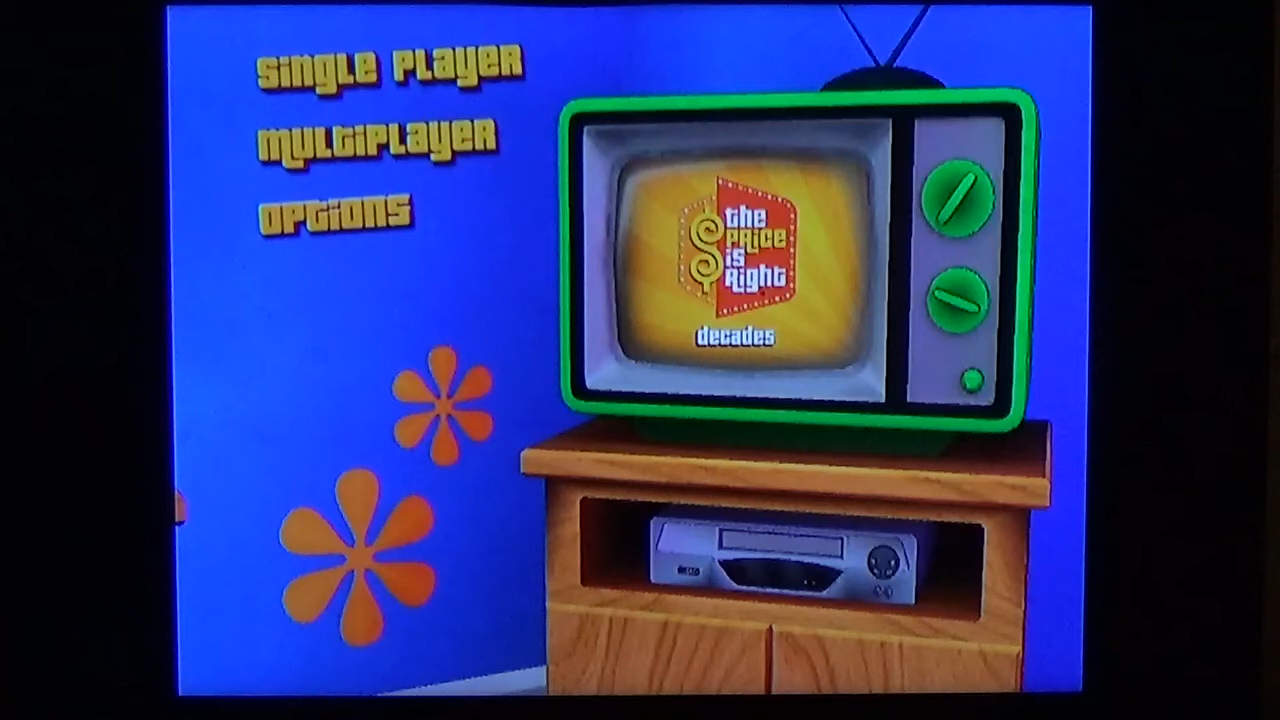 Single Player
Multiplayer
Options
the
Price
is
Right
decades